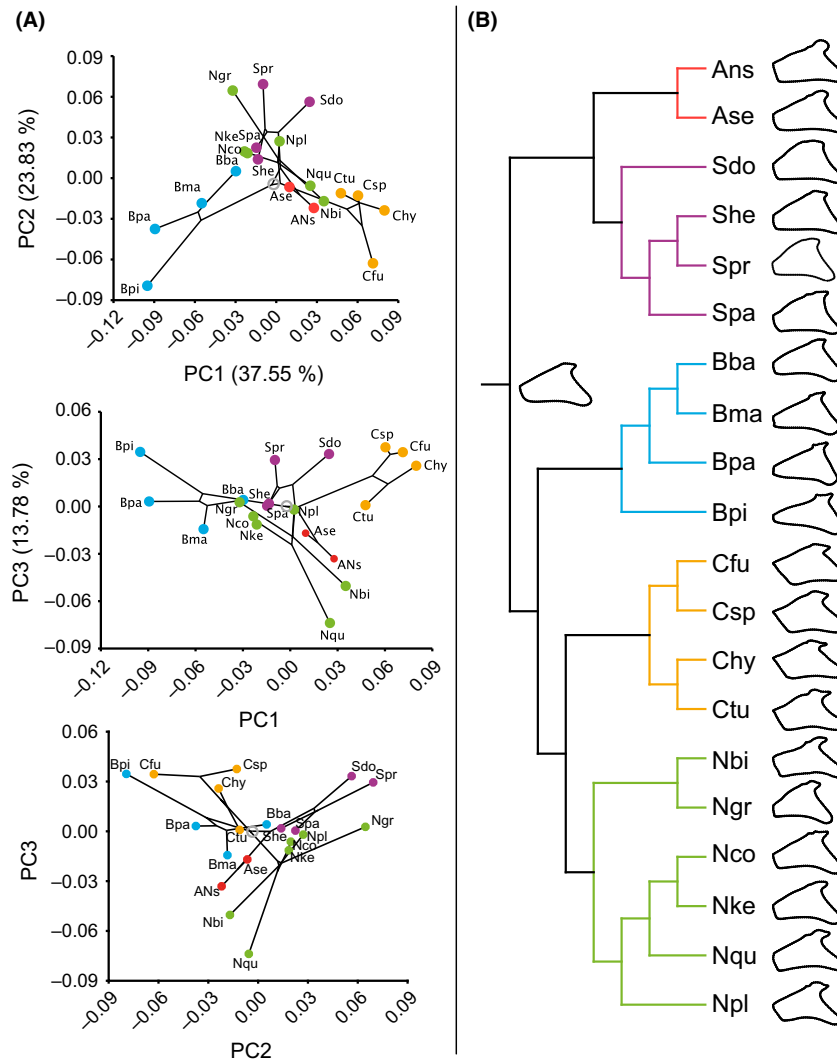 (A)
0.09
0.06
0.03
0.00
−0.03
−0.06
−0.09
PC2 (23.83 %)
Ngr
Spr
Sdo
Nke
Spa
Npl
Nco
Bba
She
Nqu
Ctu
Csp
Bma
Ase
Chy
Bpa
ANs
Nbi
Cfu
Bpi
−0.12
−0.09
−0.06
−0.03
0.00
0.03
0.06
0.09
PC1 (37.55 %)
0.06
0.03
0.00
−0.03
−0.06
−0.09
PC3 (13.78 %)
Bpi
Spr
Sdo
Csp
Cfu
Chy
Bba
She
Bpa
Ngr
Spa
Npl
Ctu
Nco
Bma
Nke
Ase
ANs
Nbi
Nqu
−0.12
−0.09
−0.06
−0.03
0.00
0.03
0.06
0.09
PC1
0.06
0.03
0.00
−0.03
−0.06
−0.09
PC3
Bpi
Cfu
Csp
Sdo
Spr
Chy
Bba
Bpa
Ctu
She
Spa
Npl
Ngr
Nco
Bma
Ase
Nke
ANs
Nbi
Nqu
−0.09
−0.06
−0.03
0.00
0.03
0.06
0.09
PC2
(B)
Ans
Ase
Sdo
She
Spr
Spa
Bba
Bma
Bpa
Bpi
Cfu
Csp
Chy
Ctu
Nbi
Ngr
Nco
Nke
Nqu
Npl